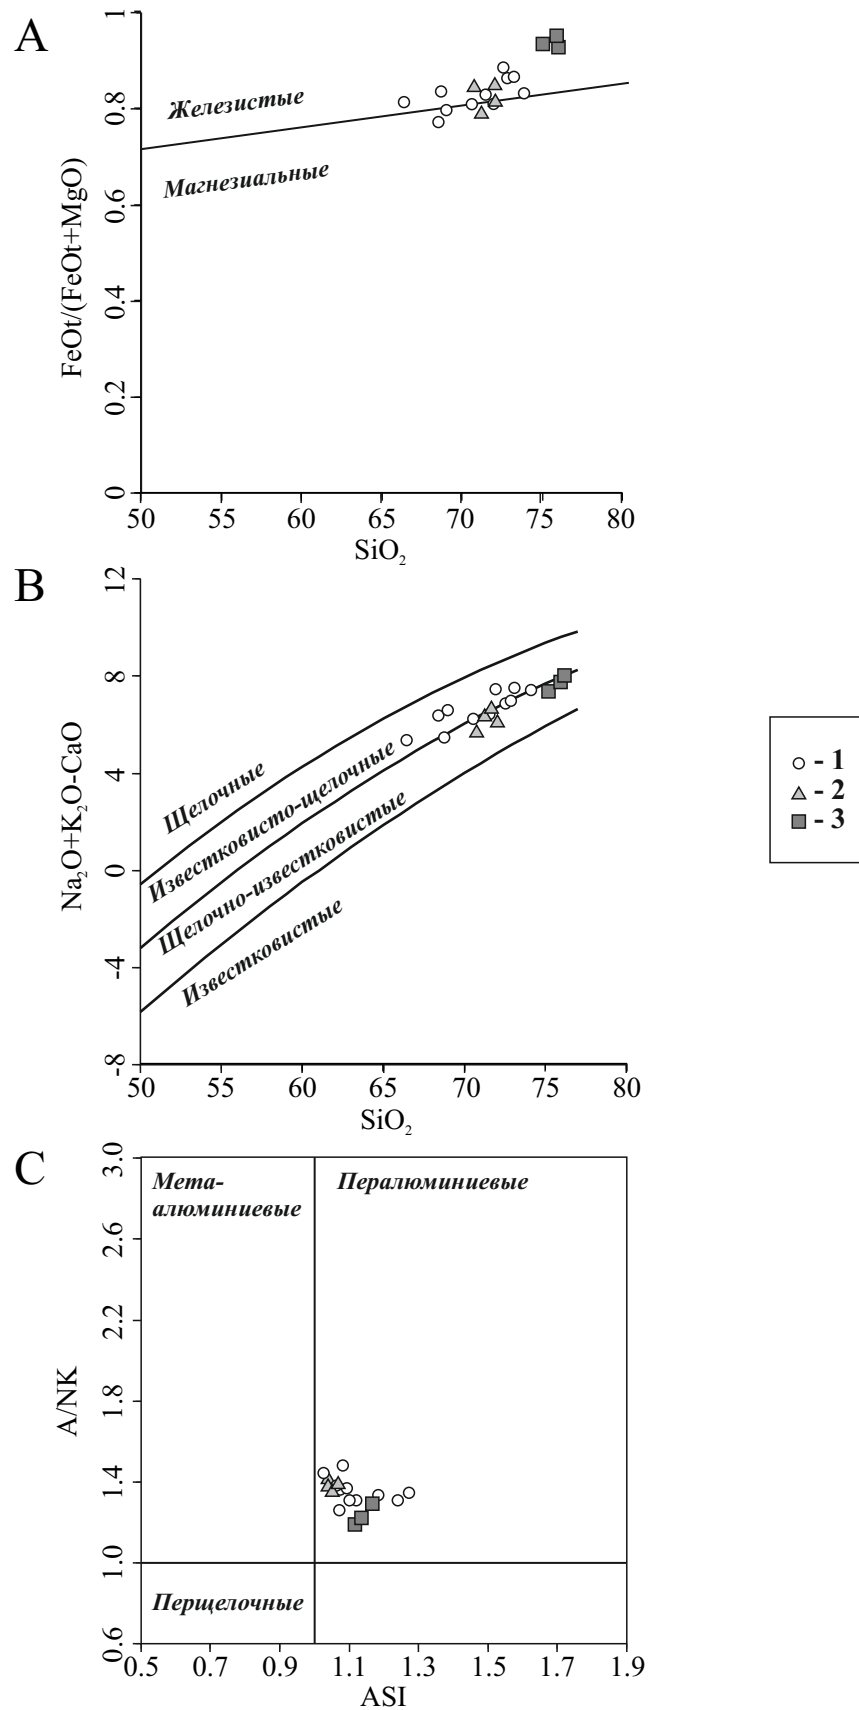 A
FeOt/(FeOt+MgO)
1
0.8
0.6
0.4
0.2
0
Железистые
Магнезиальные
50 55 60 65 70 75 80
SiO₂
B
Na₂O+K₂O-CaO
12
8
4
0
-4
-8
Щелочные
Известковисто-щелочные
Щелочно-известковистые
Известковистые
50 55 60 65 70 75 80
SiO₂
- 1
- 2
- 3
C
A/NK
3.0
2.6
2.2
1.8
1.4
1.0
0.6
Мета-
алюминиевые
Пералюминиевые
Перщелочные
0.5 0.7 0.9 1.1 1.3 1.5 1.7 1.9
ASI